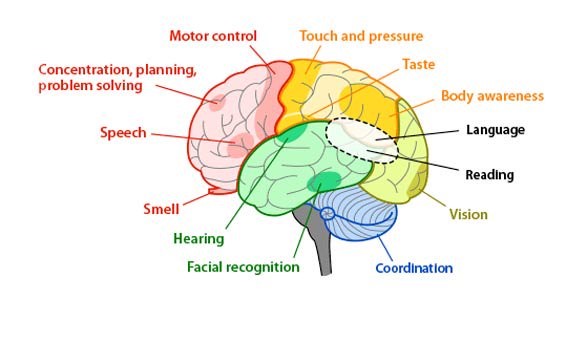 Motor control
Touch and pressure
Taste
Concentration, planning,
problem solving
Body awareness
Speech
Language
Reading
Smell
Vision
Hearing
Facial recognition
Coordination